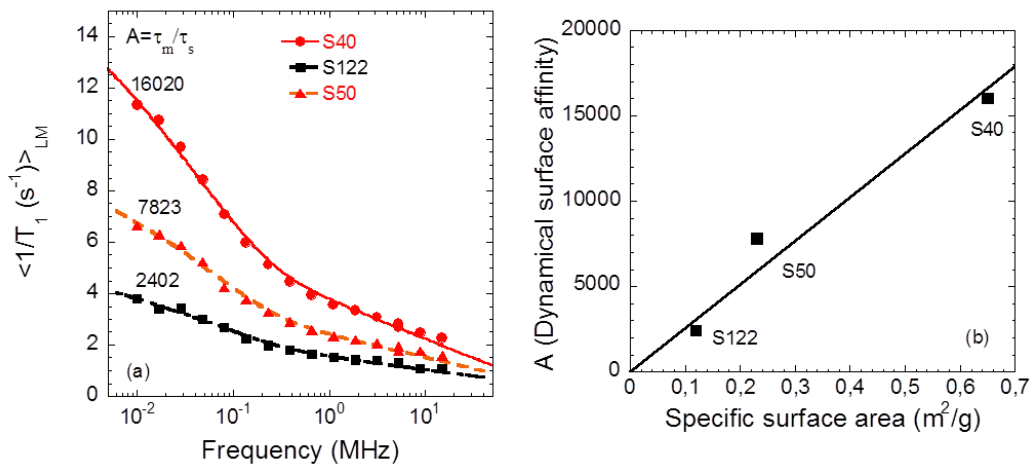 14
12
10
8
6
4
2
0
<1/T₁ (s⁻¹)>LM
A=τm/τs
S40
S122
S50
16020
7823
2402
(a)
10⁻² 10⁻¹ 10⁰ 10¹
Frequency (MHz)
20000
15000
10000
5000
0
A (Dynamical surface affinity)
S40
S50
S122
(b)
0 0,1 0,2 0,3 0,4 0,5 0,6 0,7
Specific surface area (m²/g)